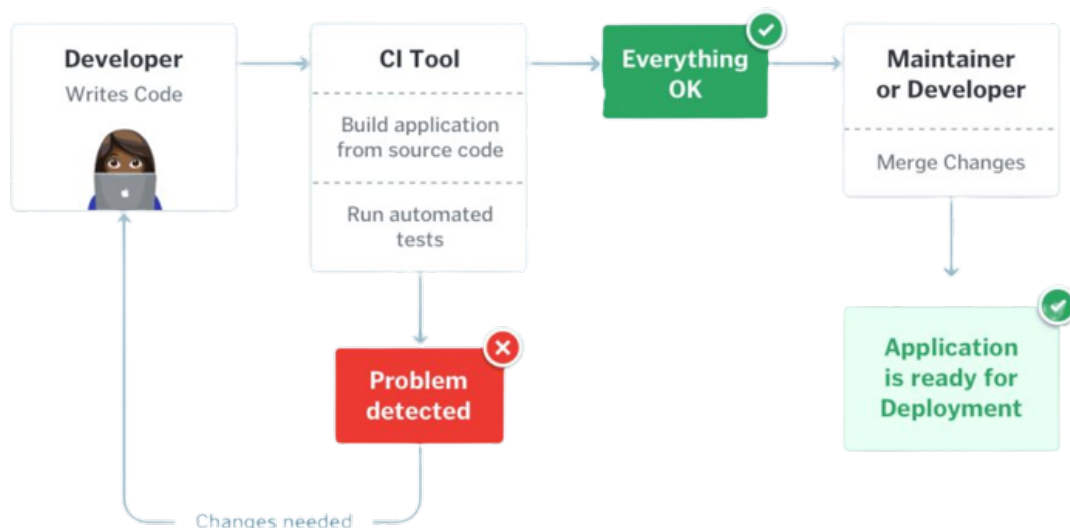 Developer
Writes Code
CI Tool
Build application
from source code
Run automated
tests
Everything
OK
Maintainer
or Developer
Merge Changes
Problem
detected
Application
is ready for
Deployment
Changes needed